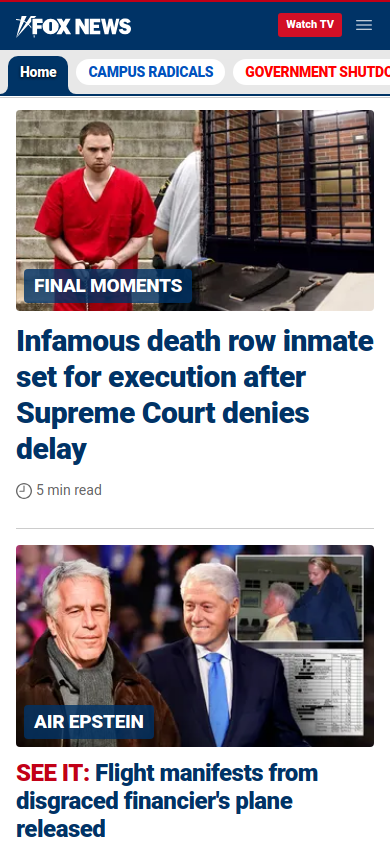 FOX NEWS
Watch TV
Home
CAMPUS RADICALS
GOVERNMENT SHUTDO
FINAL MOMENTS
Infamous death row inmate
set for execution after
Supreme Court denies
delay
5 min read
AIR EPSTEIN
SEE IT: Flight manifests from
disgraced financier's plane
released